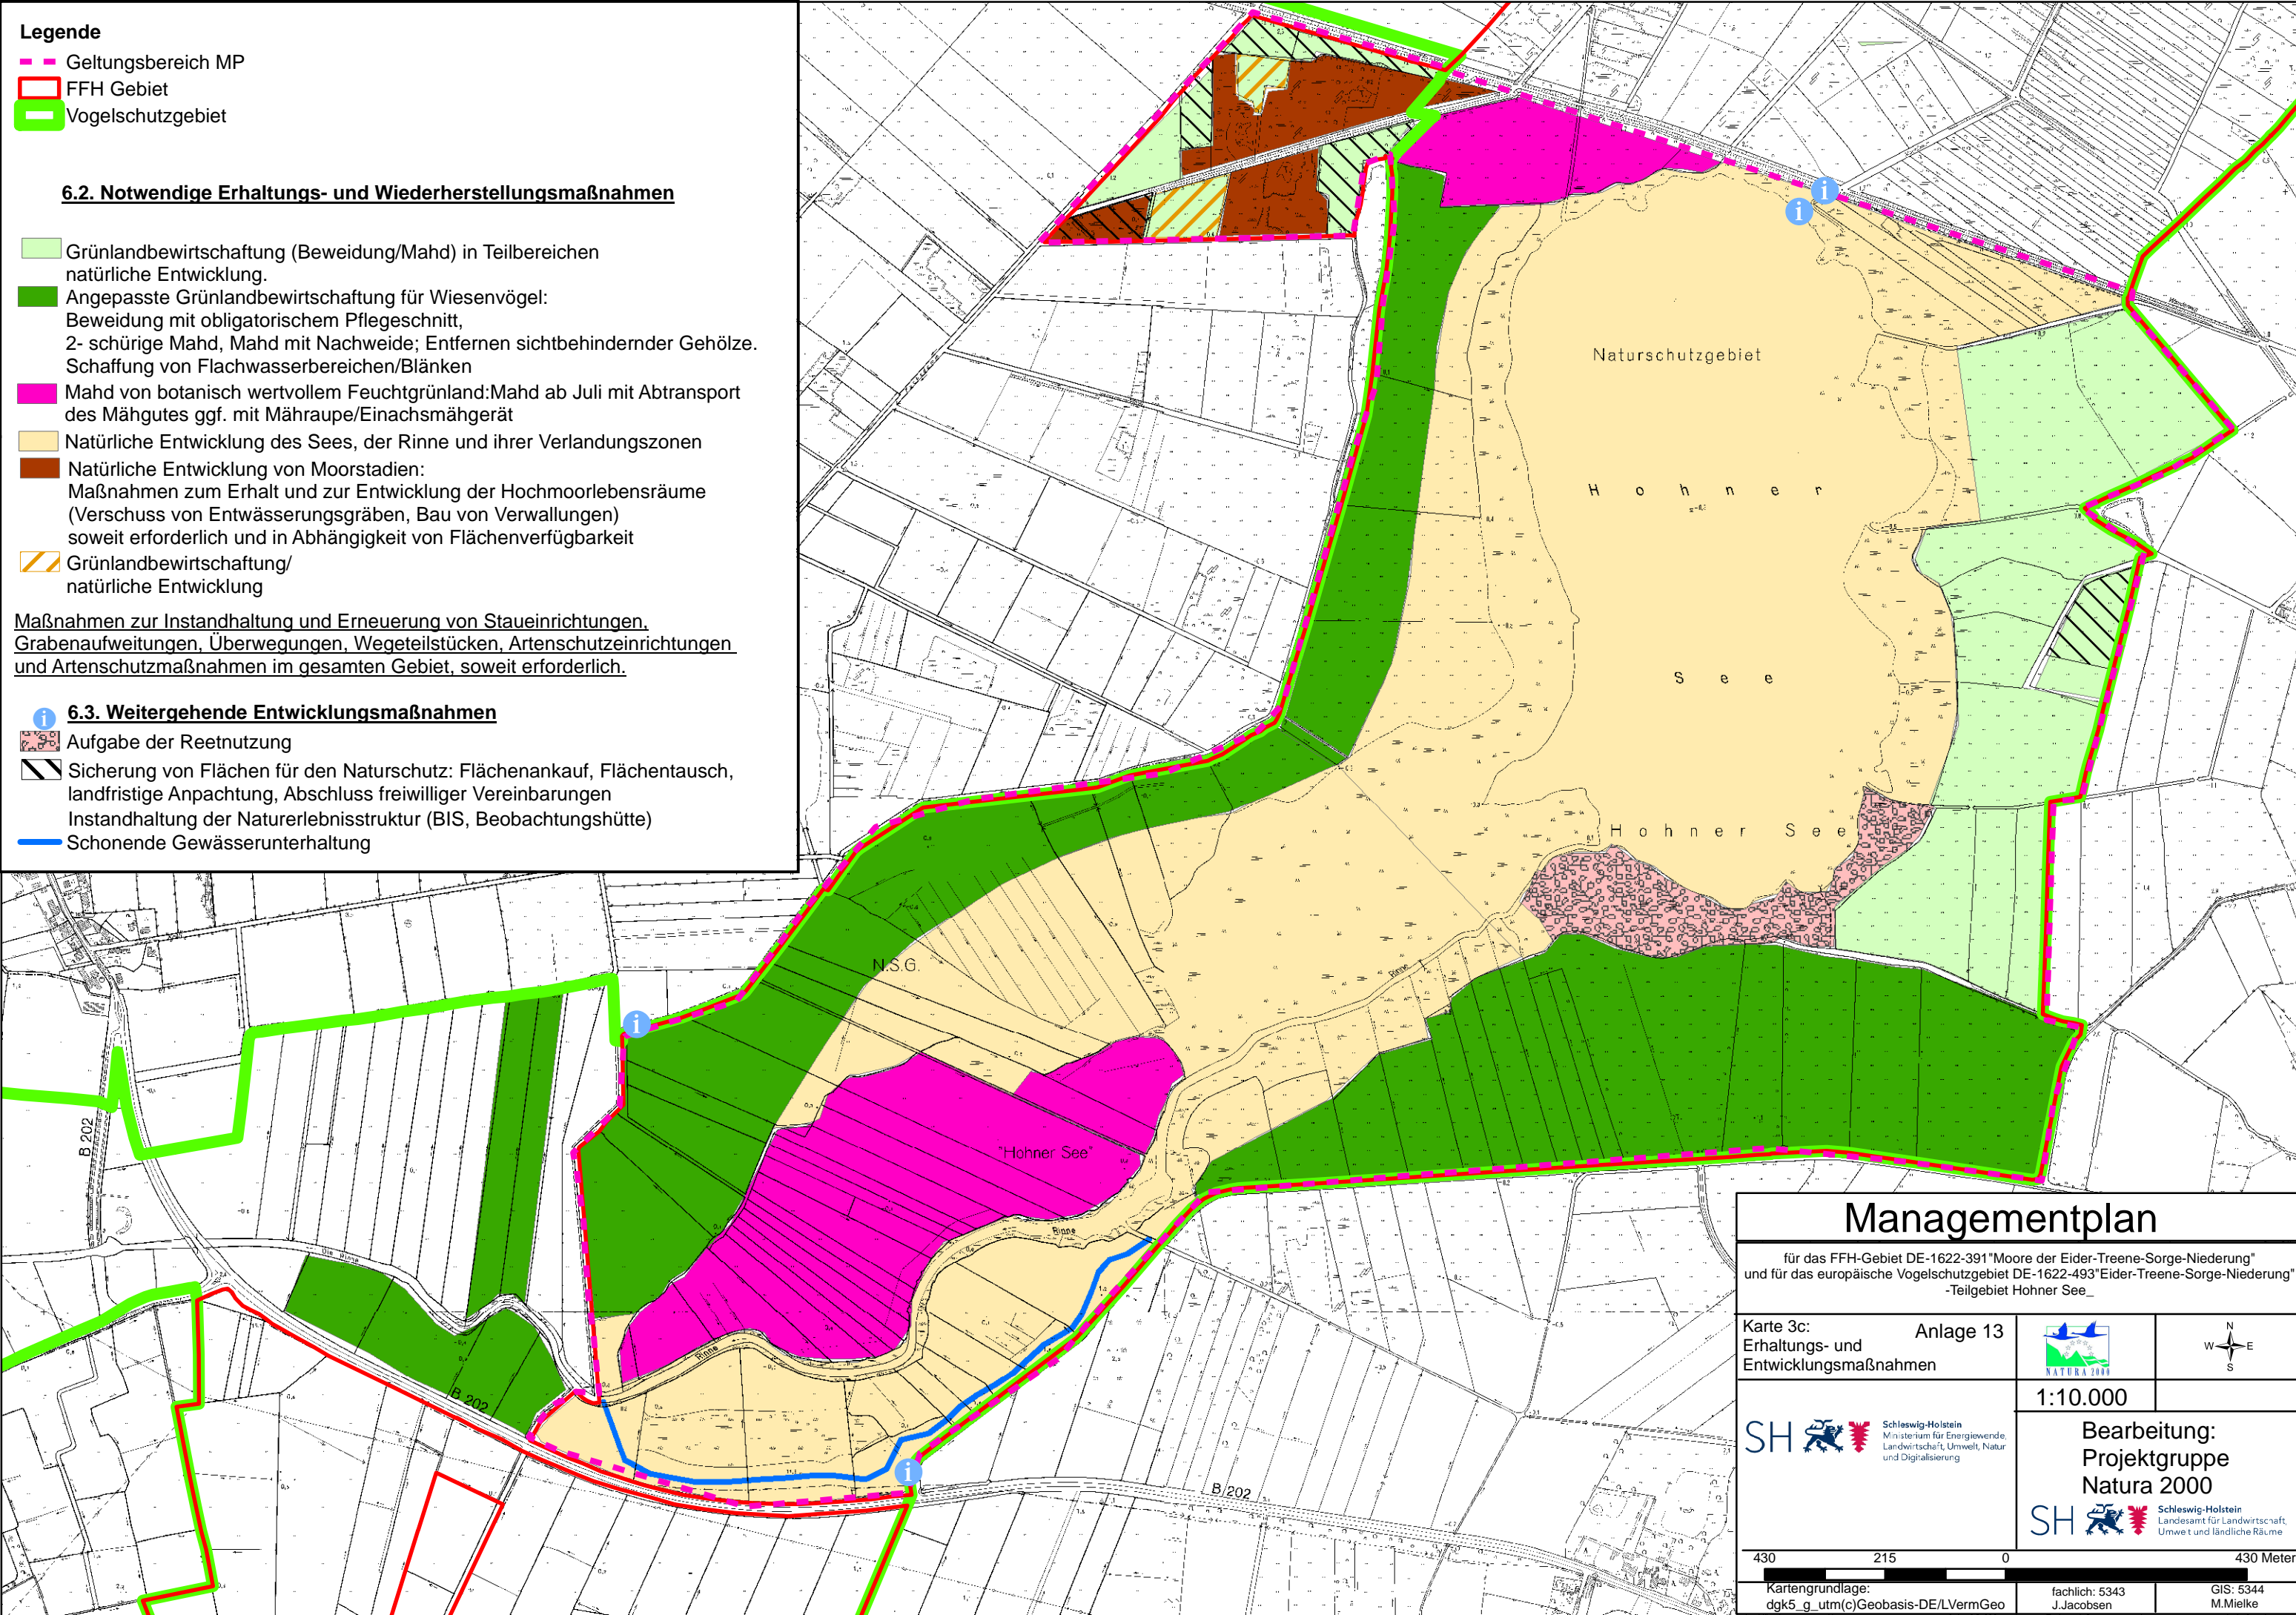 Legende
Geltungsbereich MP
FFH Gebiet
Vogelschutzgebiet
6.2. Notwendige Erhaltungs- und Wiederherstellungsmaßnahmen
Grünlandbewirtschaftung (Beweidung/Mahd) in Teilbereichen
natürliche Entwicklung.
Angepasste Grünlandbewirtschaftung für Wiesenvögel:
Beweidung mit obligatorischem Pflegeschnitt,
2- schürige Mahd, Mahd mit Nachweide; Entfernen sichtbehindernder Gehölze.
Schaffung von Flachwasserbereichen/Blänken
Mahd von botanisch wertvollem Feuchtgrünland:Mahd ab Juli mit Abtransport
des Mähgutes ggf. mit Mähraupe/Einachsmähgerät
Natürliche Entwicklung des Sees, der Rinne und ihrer Verlandungszonen
Natürliche Entwicklung von Moorstadien:
Maßnahmen zum Erhalt und zur Entwicklung der Hochmoorlebensräume
(Verschuss von Entwässerungsgräben, Bau von Verwallungen)
soweit erforderlich und in Abhängigkeit von Flächenverfügbarkeit
Grünlandbewirtschaftung/
natürliche Entwicklung
Maßnahmen zur Instandhaltung und Erneuerung von Staueinrichtungen,
Grabenaufweitungen, Überwegungen, Wegeteilstücken, Artenschutzeinrichtungen
und Artenschutzmaßnahmen im gesamten Gebiet, soweit erforderlich.
i 6.3. Weitergehende Entwicklungsmaßnahmen
Aufgabe der Reetnutzung
Sicherung von Flächen für den Naturschutz: Flächenankauf, Flächentausch,
landfristige Anpachtung, Abschluss freiwilliger Vereinbarungen
Instandhaltung der Naturerlebnisstruktur (BIS, Beobachtungshütte)
Schonende Gewässerunterhaltung
i
i
Naturschutzgebiet
Hohner
See
Hohner See
Rinne
N.S.G.
i
"Hohner See"
B 202
Rinne
Die Rinne
Rinne
B 202
i
B 202
Managementplan
für das FFH-Gebiet DE-1622-391"Moore der Eider-Treene-Sorge-Niederung"
und für das europäische Vogelschutzgebiet DE-1622-493"Eider-Treene-Sorge-Niederung"
-Teilgebiet Hohner See_
Karte 3c: Anlage 13
Erhaltungs- und
Entwicklungsmaßnahmen
NATURA 2000
N
W E
S
1:10.000
SH
Schleswig-Holstein
Ministerium für Energiewende,
Landwirtschaft, Umwelt, Natur
und Digitalisierung
Bearbeitung:
Projektgruppe
Natura 2000
SH
Schleswig-Holstein
Landesamt für Landwirtschaft,
Umwelt und ländliche Räume
430 215 0 430 Meter
Kartengrundlage:
dgk5_g_utm(c)Geobasis-DE/LVermGeo
fachlich: 5343
J.Jacobsen
GIS: 5344
M.Mielke